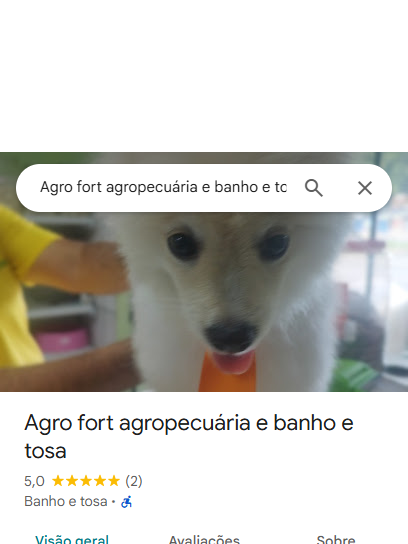 Agro fort agropecuária e banho e to
Agro fort agropecuária e banho e
tosa
5,0 (2)
Banho e tosa ·
Visão geral Avaliações Sobre